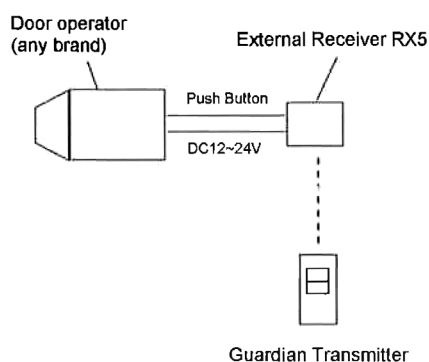 Door operator
(any brand)
External Receiver RX5
Push Button
DC12~24V
Guardian Transmitter